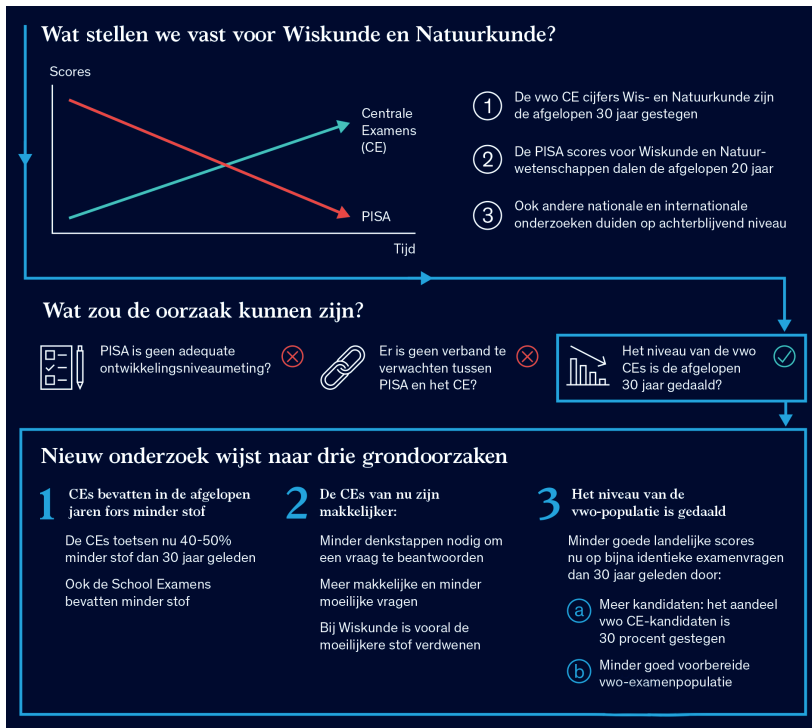 Wat stellen we vast voor Wiskunde en Natuurkunde?
Scores
Centrale
Examens
(CE)
PISA
Tijd
1
De vwo CE cijfers Wis- en Natuurkunde zijn
de afgelopen 30 jaar gestegen
2
De PISA scores voor Wiskunde en Natuur-
wetenschappen dalen de afgelopen 20 jaar
3
Ook andere nationale en internationale
onderzoeken duiden op achterblijvend niveau
Wat zou de oorzaak kunnen zijn?
PISA is geen adequate
ontwikkelingsniveaumeting?
Er is geen verband te
verwachten tussen
PISA en het CE?
Het niveau van de vwo
CEs is de afgelopen
30 jaar gedaald?
Nieuw onderzoek wijst naar drie grondoorzaken
1
CEs bevatten in de afgelopen
jaren fors minder stof
De CEs toetsen nu 40-50%
minder stof dan 30 jaar geleden
Ook de School Examens
bevatten minder stof
2
De CEs van nu zijn
makkelijker:
Minder denkstappen nodig om
een vraag te beantwoorden
Meer makkelijke en minder
moeilijke vragen
Bij Wiskunde is vooral de
moeilijkere stof verdwenen
3
Het niveau van de
vwo-populatie is gedaald
Minder goede landelijke scores
nu op bijna identieke examenvragen
dan 30 jaar geleden door:
a
Meer kandidaten: het aandeel
vwo CE-kandidaten is
30 procent gestegen
b
Minder goed voorbereide
vwo-examenpopulatie